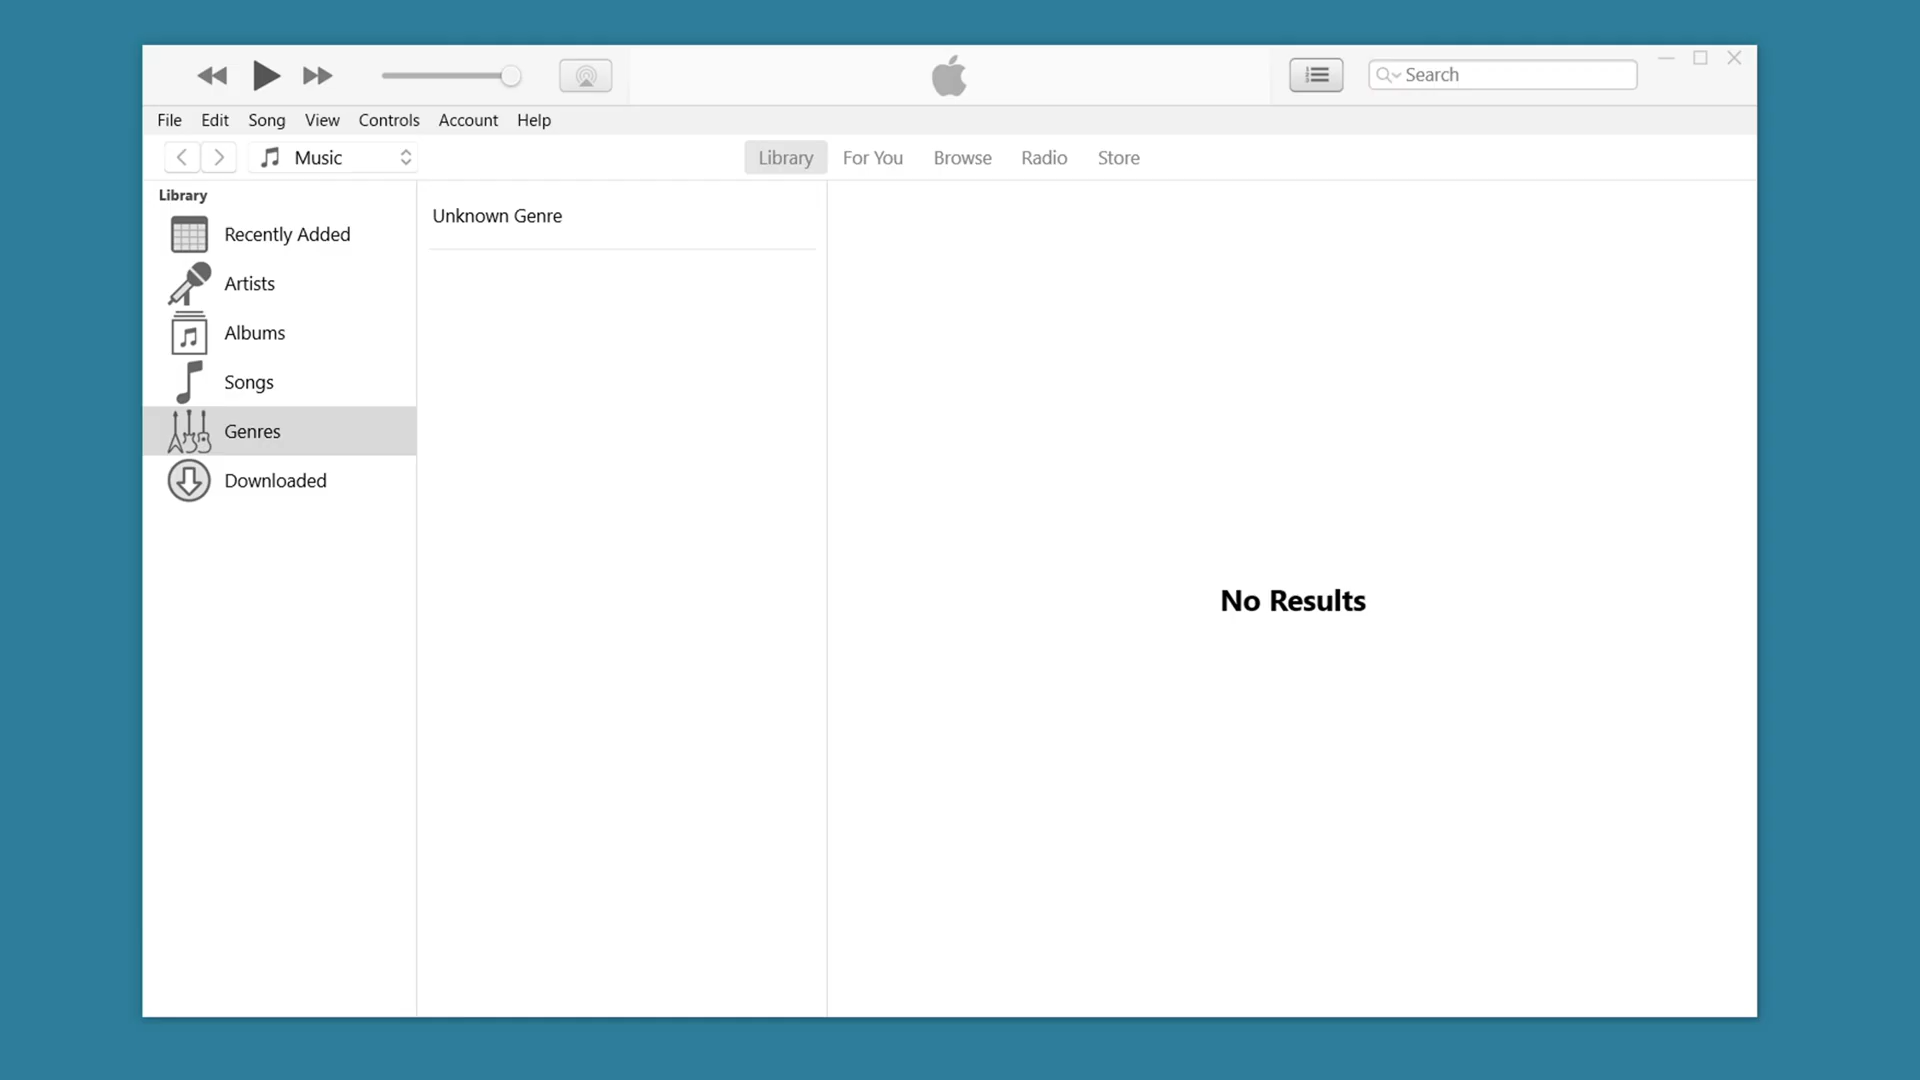 Search
File Edit Song View Controls Account Help
Music
Library For You Browse Radio Store
Library
Recently Added
Artists
Albums
Songs
Genres
Downloaded
Unknown Genre
No Results